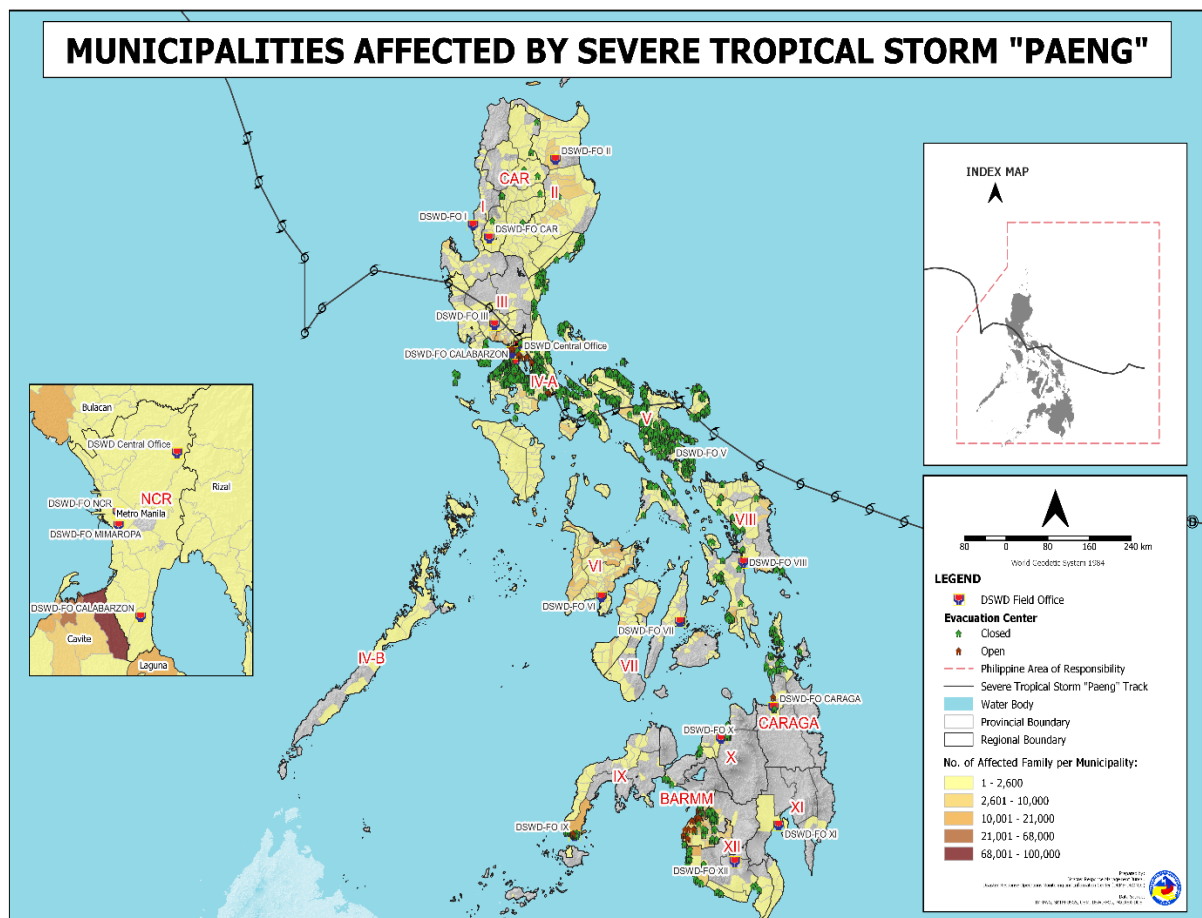 MUNICIPALITIES AFFECTED BY SEVERE TROPICAL STORM "PAENG"
DSWD-FO II
CAR
II
I
DSWD-FO I
DSWD-FO CAR
III
DSWD-FO III
DSWD Central Office
DSWD-FO CALABARZON
IV-A
V
DSWD-FO V
VIII
DSWD-FO VIII
VI
DSWD-FO VI
DSWD-FO VII
VII
IV-B
DSWD-FO CARAGA
CARAGA
DSWD-FO X
X
IX
BARMM
XI
DSWD-FO IX
DSWD-FO XI
XII
DSWD-FO XII
Bulacan
DSWD Central Office
Rizal
DSWD-FO NCR
NCR
Metro Manila
DSWD-FO MIMAROPA
DSWD-FO CALABARZON
Cavite
Laguna
INDEX MAP
80 0 80 160 240 km
World Geodetic System 1984
LEGEND
DSWD Field Office
Evacuation Center
Closed
Open
Philippine Area of Responsibility
Severe Tropical Storm "Paeng" Track
Water Body
Provincial Boundary
Regional Boundary
No. of Affected Family per Municipality:
1 - 2,600
2,601 - 10,000
10,001 - 21,000
21,001 - 68,000
68,001 - 100,000
Prepared by: